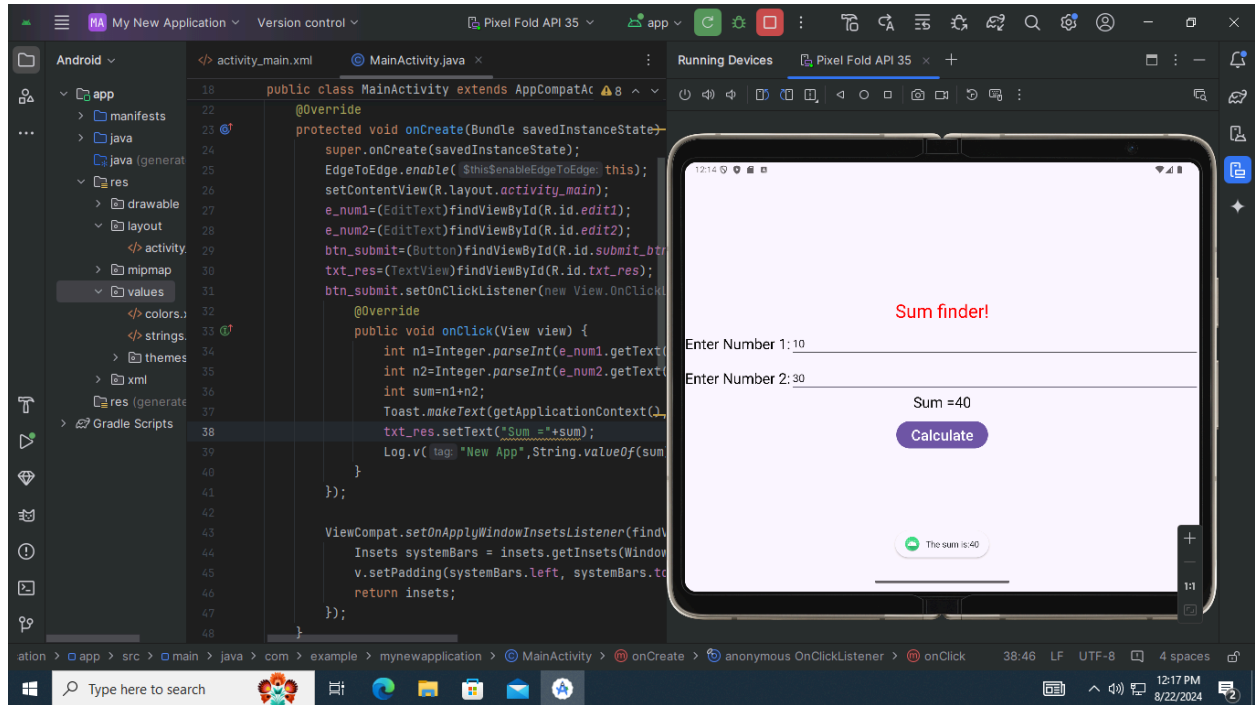 MA My New Application Version control Pixel Fold API 35 app
Android
activity_main.xml MainActivity.java
Running Devices Pixel Fold API 35
app
manifests
java
java (generat
res
drawable
layout
activity_
mipmap
values
colors.x
strings.
themes
xml
res (generate
Gradle Scripts
18 public class MainActivity extends AppCompatAc 8
22 @Override
23 protected void onCreate(Bundle savedInstanceState)
24 super.onCreate(savedInstanceState);
25 EdgeToEdge.enable( $this$enableEdgeToEdge: this);
26 setContentView(R.layout.activity_main);
27 e_num1=(EditText)findViewById(R.id.edit1);
28 e_num2=(EditText)findViewById(R.id.edit2);
29 btn_submit=(Button)findViewById(R.id.submit_btn
30 txt_res=(TextView)findViewById(R.id.txt_res);
31 btn_submit.setOnClickListener(new View.OnClickL
32 @Override
33 public void onClick(View view) {
34 int n1=Integer.parseInt(e_num1.getText(
35 int n2=Integer.parseInt(e_num2.getText(
36 int sum=n1+n2;
37 Toast.makeText(getApplicationContext(),
38 txt_res.setText("Sum ="+sum);
39 Log.v( tag: "New App",String.valueOf(sum
40 }
41 });
42
43 ViewCompat.setOnApplyWindowInsetsListener(findV
44 Insets systemBars = insets.getInsets(Window
45 v.setPadding(systemBars.left, systemBars.to
46 return insets;
47 });
48 }
12:14
Sum finder!
Enter Number 1: 10
Enter Number 2: 30
Sum =40
Calculate
The sum is:40
1:1
ation > app > src > main > java > com > example > mynewapplication > MainActivity > onCreate > anonymous OnClickListener > onClick 38:46 LF UTF-8 4 spaces
Type here to search
12:17 PM
8/22/2024
2